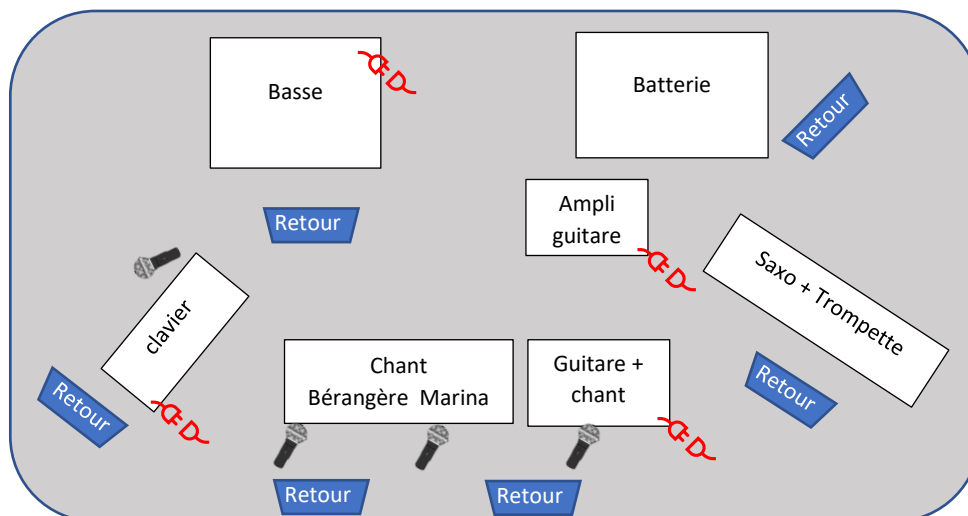 Basse
Batterie
Retour
Ampli
guitare
Retour
Saxo + Trompette
clavier
Chant
Bérangère Marina
Guitare +
chant
Retour
Retour
Retour
Retour